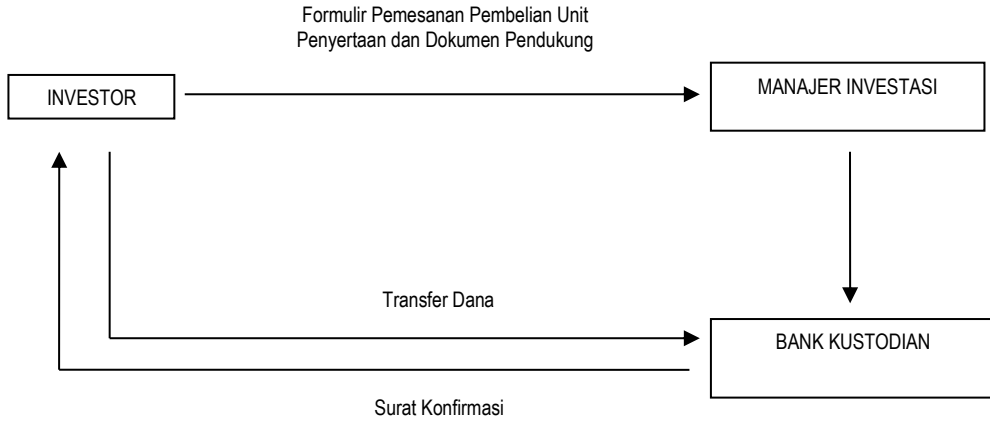 Formulir Pemesanan Pembelian Unit
Penyertaan dan Dokumen Pendukung
INVESTOR
MANAJER INVESTASI
Transfer Dana
BANK KUSTODIAN
Surat Konfirmasi